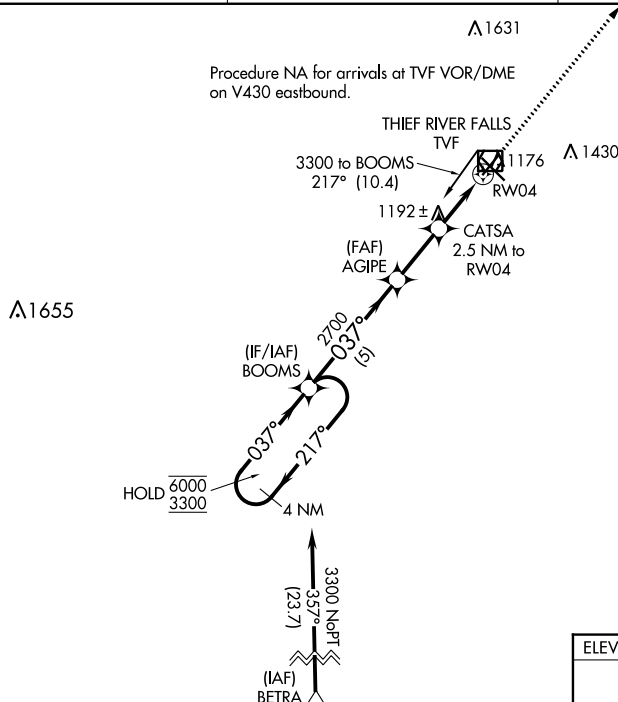 1631
Procedure NA for arrivals at TVF VOR/DME
on V430 eastbound.
THIEF RIVER FALLS
TVF
1430
1176
3300 to BOOMS
217° (10.4)
RW04
1192±
CATSA
2.5 NM to
RW04
(FAF)
AGIPE
1655
2700
037°
(5)
(IF/IAF)
BOOMS
037°
217°
HOLD 6000
3300
4 NM
3300 NoPT
357°
(23.7)
(IAF)
BETRA
ELEV